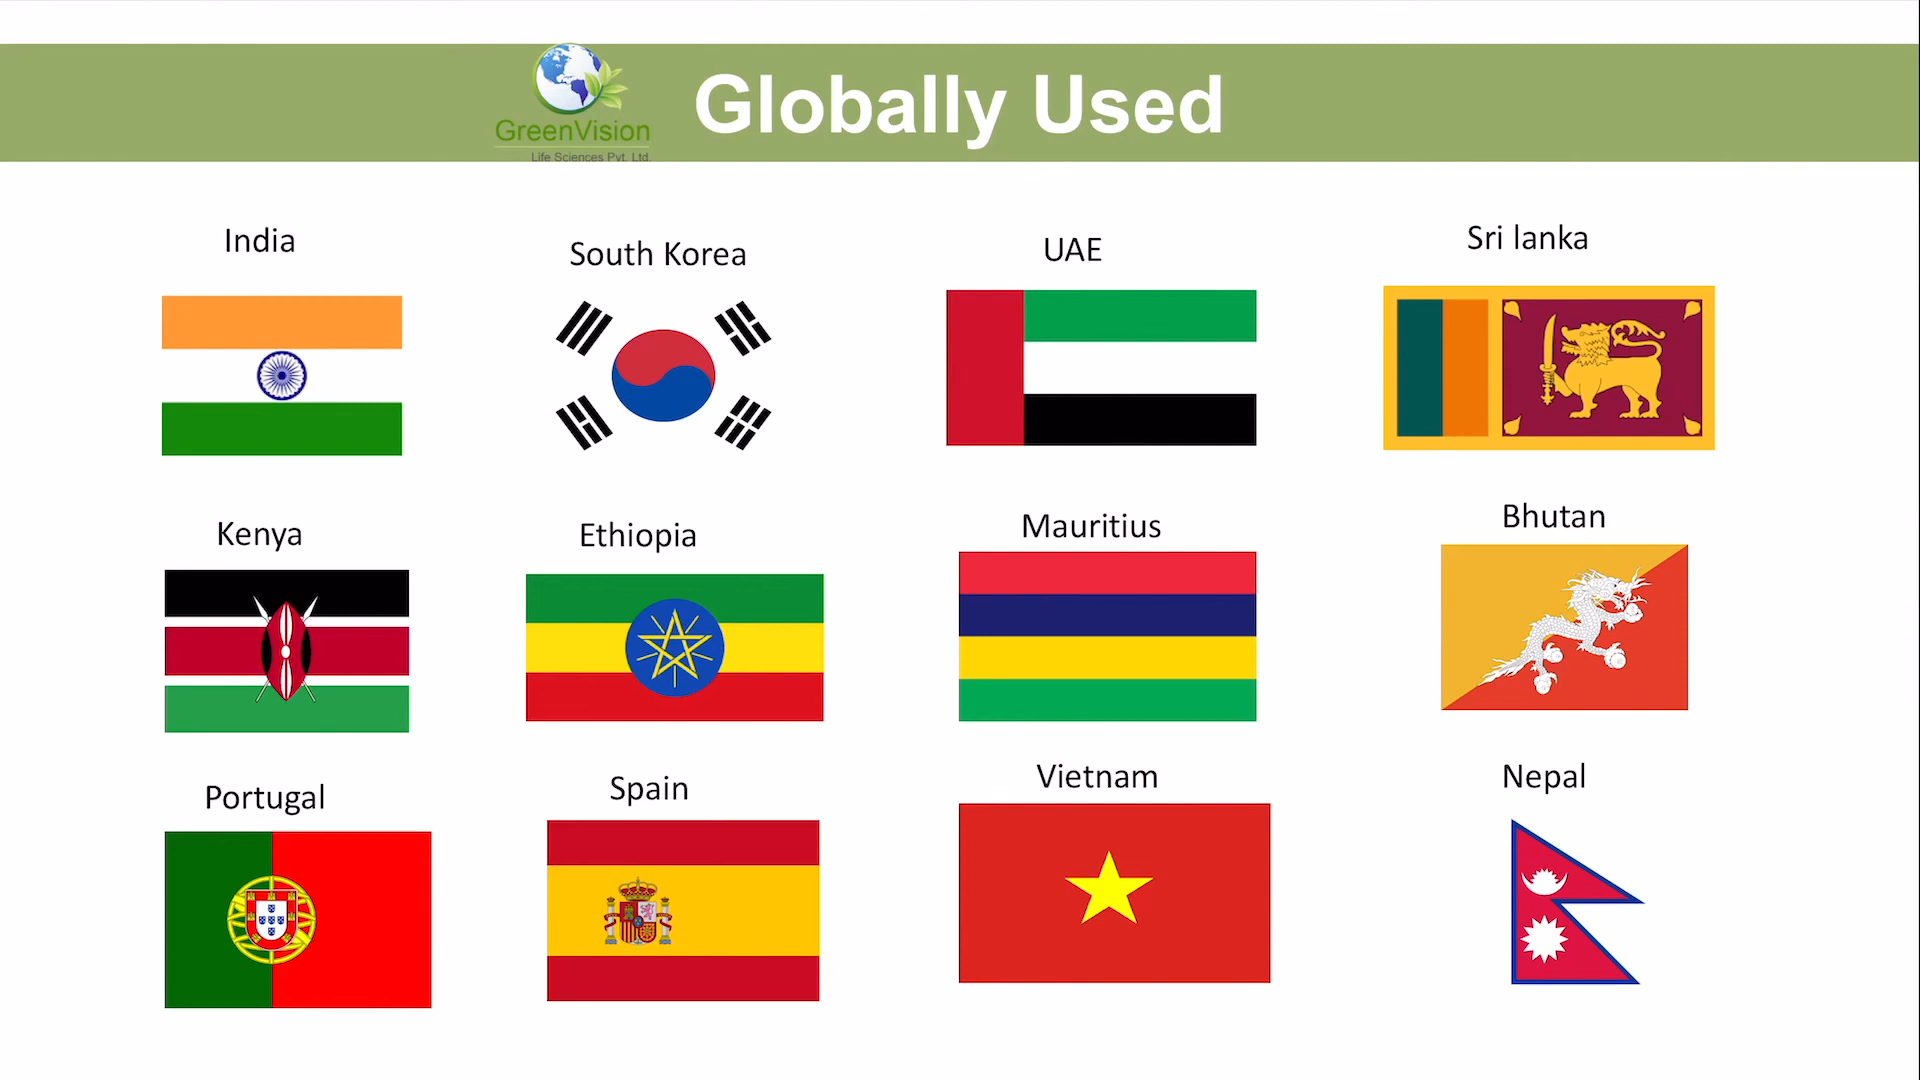 GreenVision
Life Sciences Pvt. Ltd.
Globally Used
India
South Korea
UAE
Sri lanka
Kenya
Ethiopia
Mauritius
Bhutan
Portugal
Spain
Vietnam
Nepal